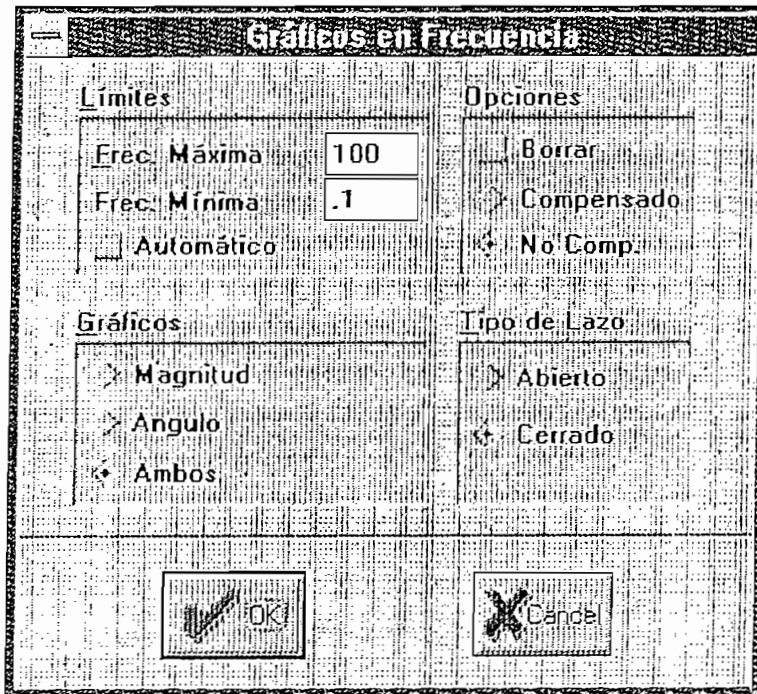 Gráficos en Frecuencia
Límites
Frec. Máxima 100
Frec. Mínima .1
Automático
Opciones
Borrar
Compensado
No Comp.
Gráficos
Magnitud
Angulo
Ambos
Tipo de Lazo
Abierto
Cerrado
OK
Cancel